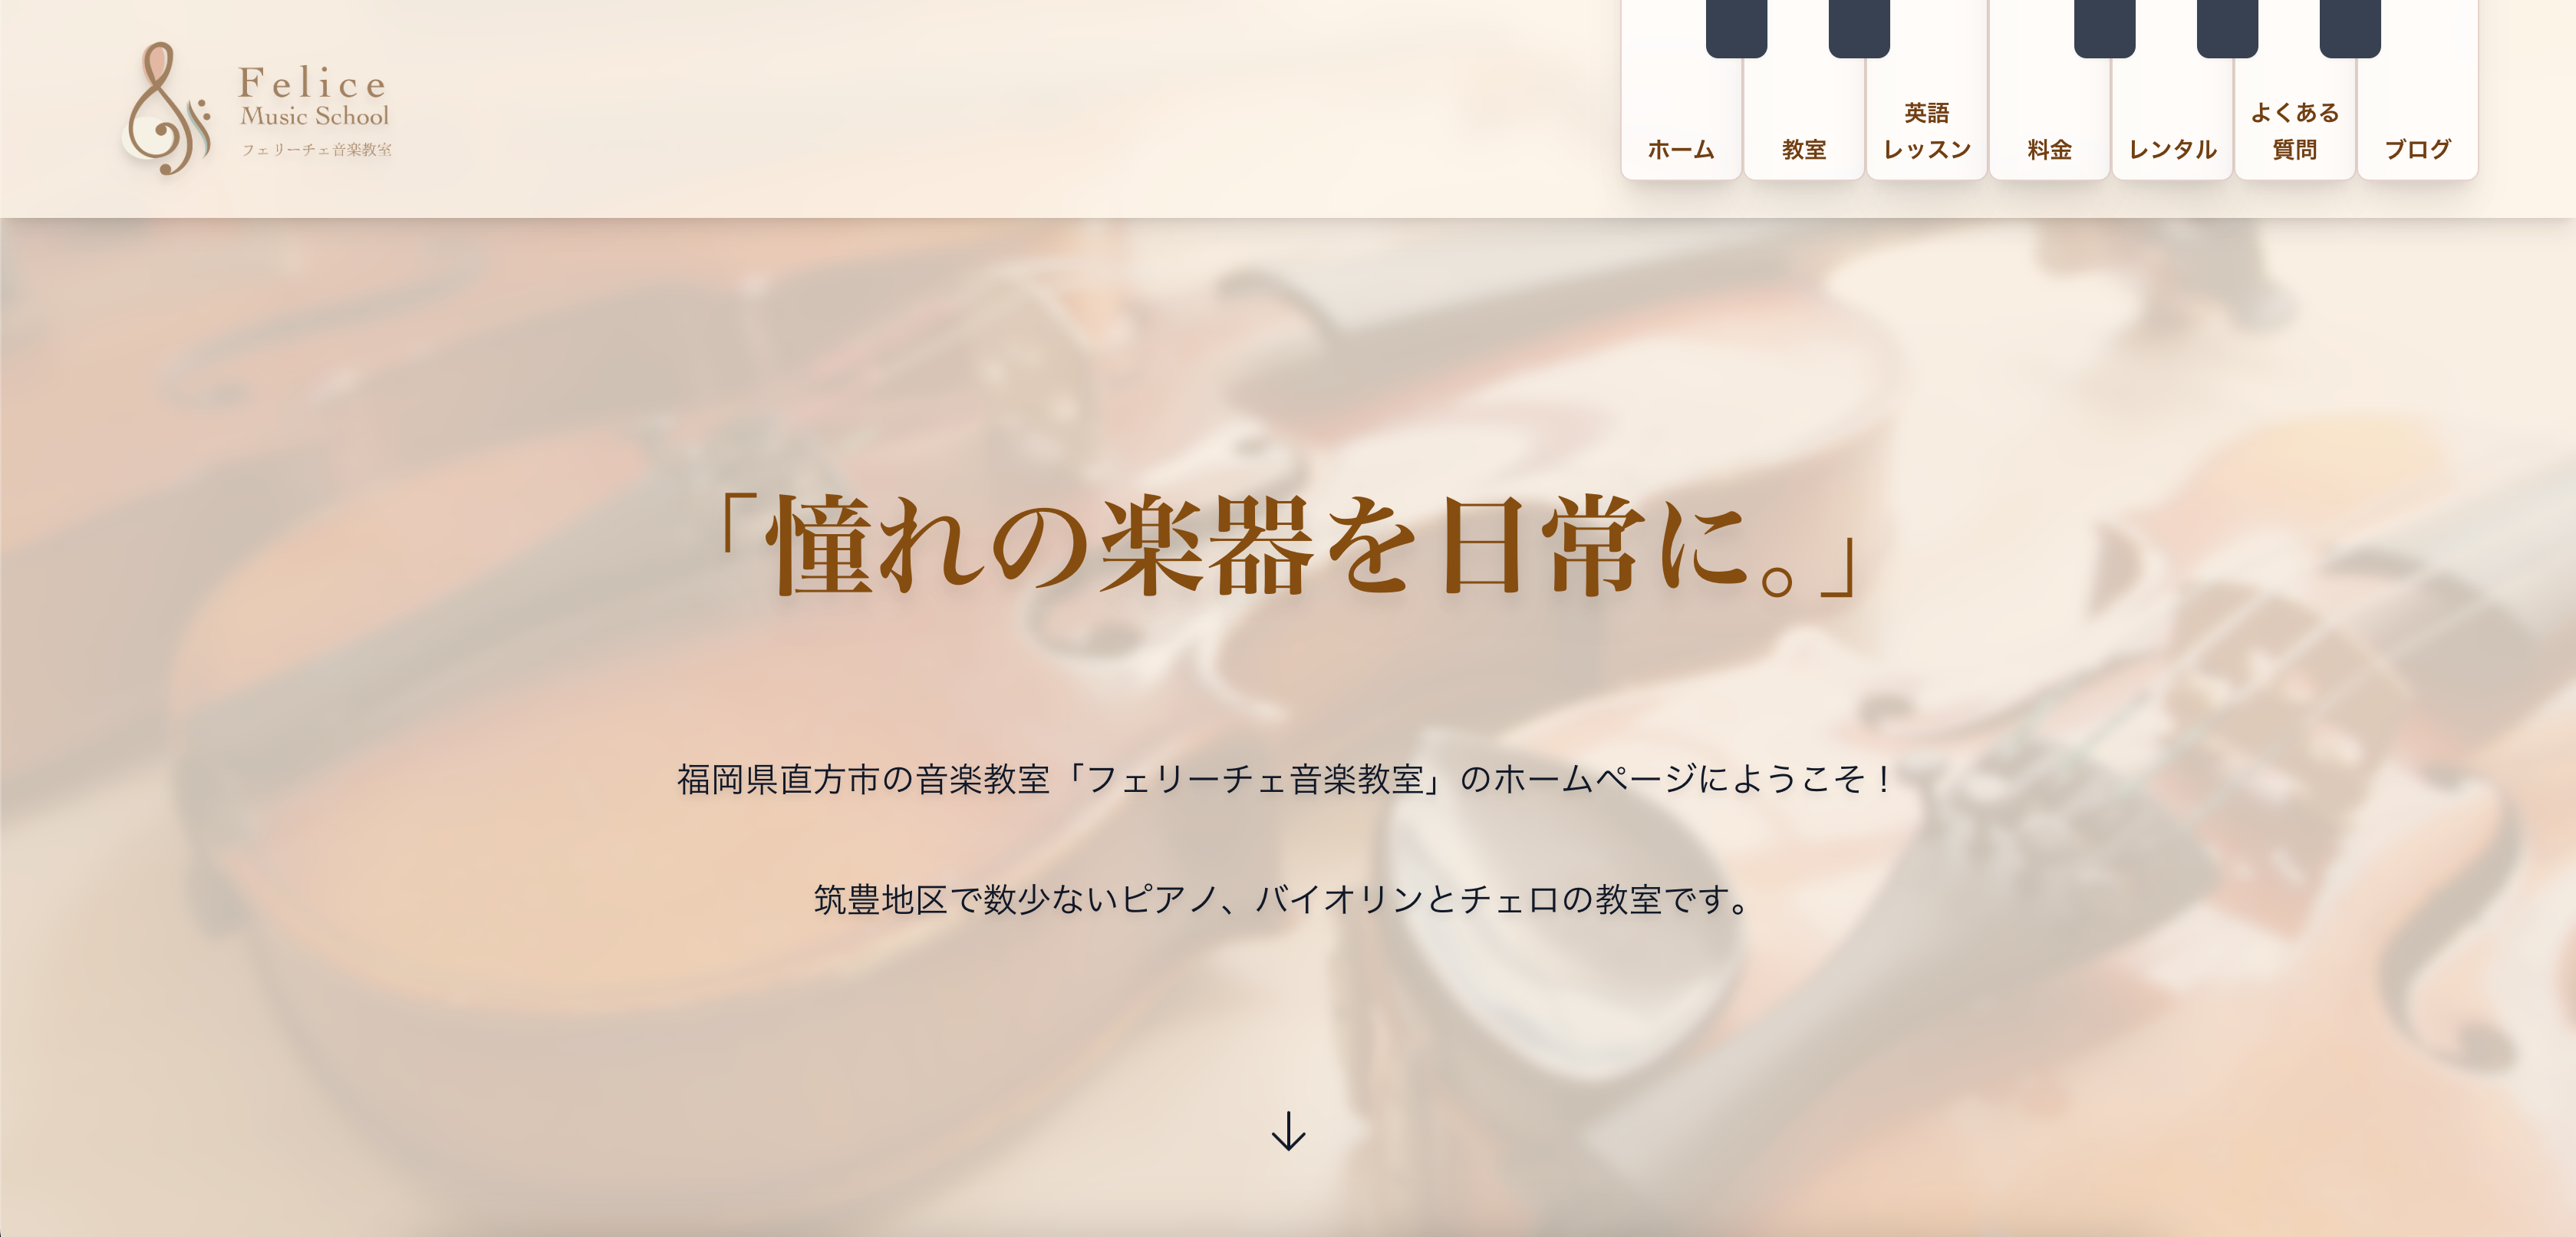 Felice
Music School
フェリーチェ音楽教室
ホーム
教室
英語
レッスン
料金
レンタル
よくある
質問
ブログ
「憧れの楽器を日常に。」
福岡県直方市の音楽教室「フェリーチェ音楽教室」のホームページにようこそ！
筑豊地区で数少ないピアノ、バイオリンとチェロの教室です。